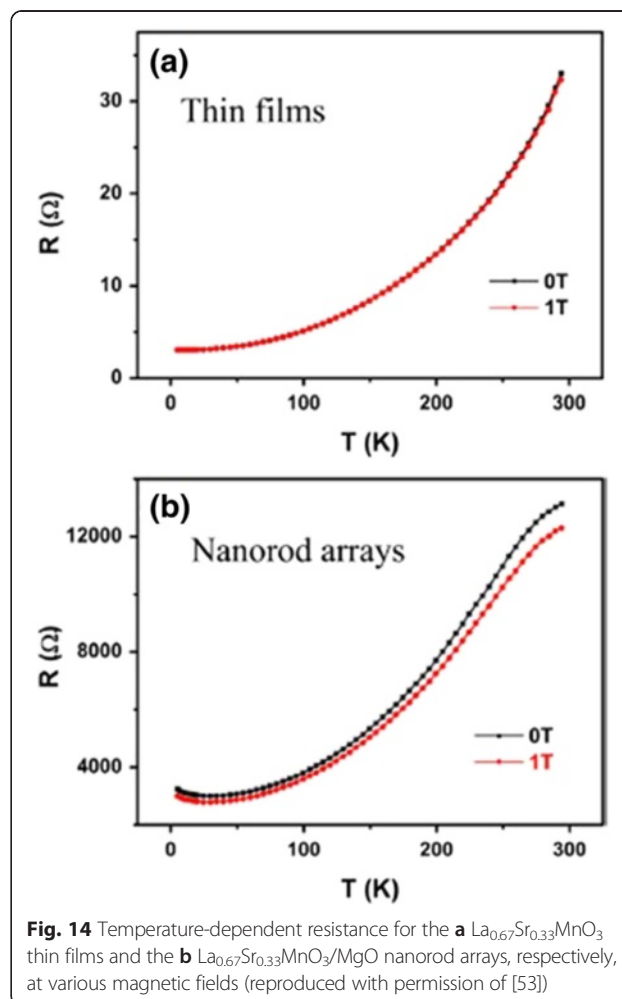 (a)
Thin films
30
20
10
0
R (Ω)
0T
1T
0 100 200 300
T (K)
(b)
Nanorod arrays
12000
8000
4000
R (Ω)
0T
1T
0 100 200 300
T (K)
Fig. 14 Temperature-dependent resistance for the a La0.67Sr0.33MnO3
thin films and the b La0.67Sr0.33MnO3/MgO nanorod arrays, respectively,
at various magnetic fields (reproduced with permission of [53])